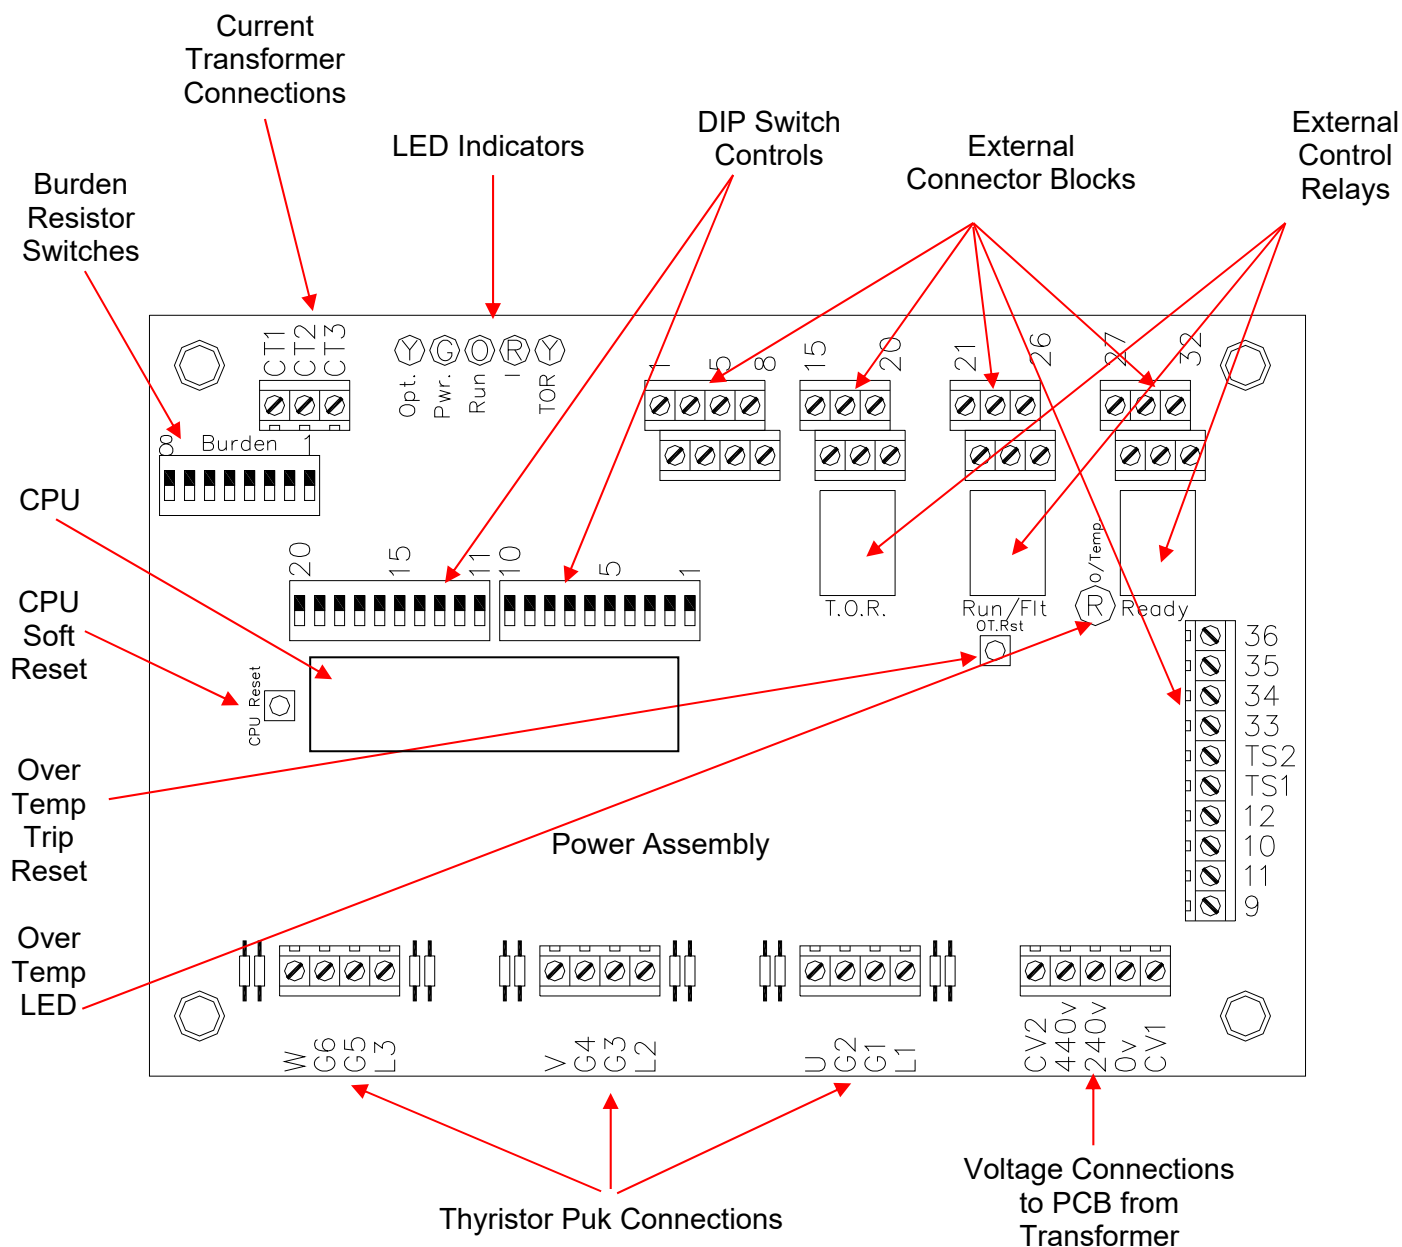 Current
Transformer
Connections
LED Indicators
DIP Switch
Controls
External
Connector Blocks
External
Control
Relays
Burden
Resistor
Switches
CT1
CT2
CT3
Y G O R Y
Opt.
Pwr.
Run
I
TOR
1 5 8
15 20
21 26
27 32
8 Burden 1
CPU
20 15 11
10 5 1
T.O.R.
Run/Flt
O/Temp
R
Ready
OT.Rst
CPU
Soft
Reset
CPU Reset
36
35
34
33
TS2
TS1
12
10
11
9
Over
Temp
Trip
Reset
Power Assembly
Over
Temp
LED
W
G6
G5
L3
V
G4
G3
L2
U
G2
G1
L1
CV2
440v
240v
0v
CV1
Thyristor Puk Connections
Voltage Connections
to PCB from
Transformer